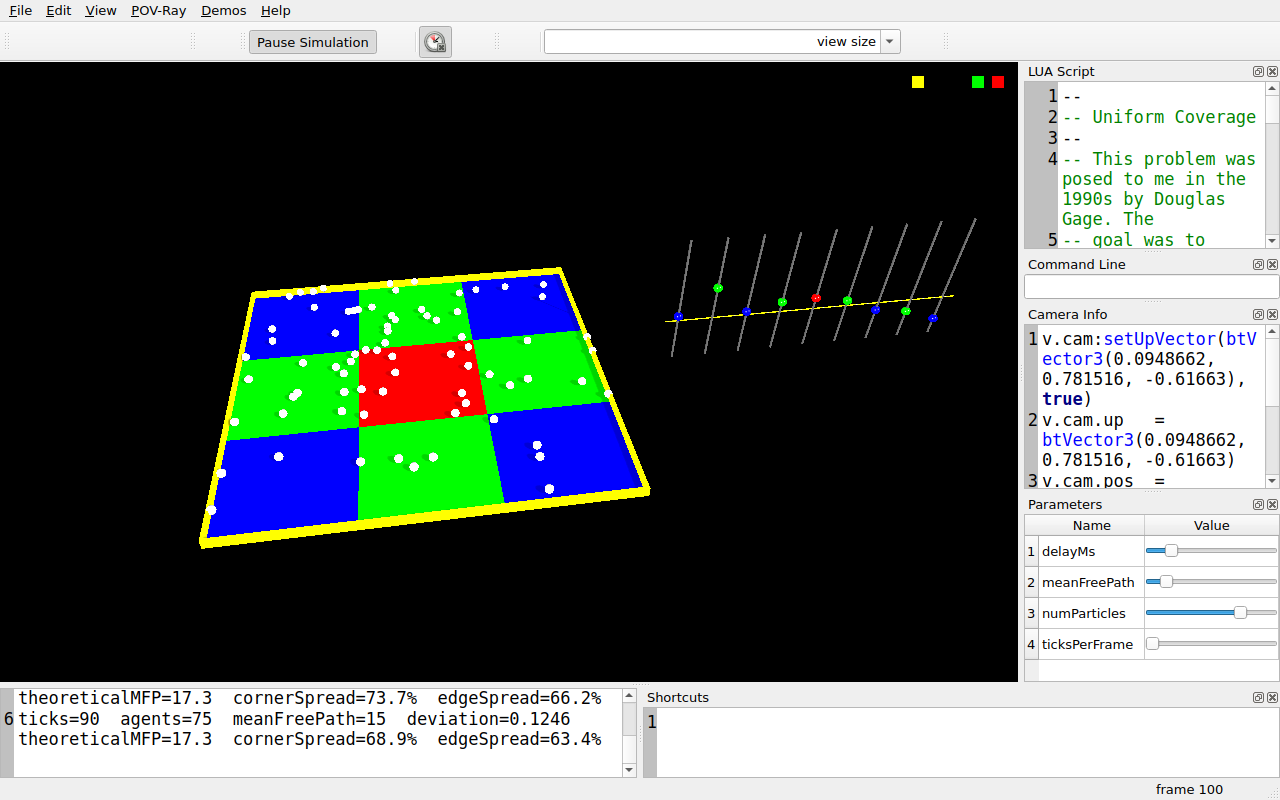 File Edit View POV-Ray Demos Help
Pause Simulation
view size
LUA Script
1 --
2 -- Uniform Coverage
3 --
4 -- This problem was
posed to me in the
1990s by Douglas
Gage. The
5 -- goal was to
Command Line
Camera Info
1 v.cam:setUpVector(btV
ector3(0.0948662,
0.781516, -0.61663),
true)
2 v.cam.up   =
btVector3(0.0948662,
0.781516, -0.61663)
3 v.cam.pos  =
Parameters
Name Value
1 delayMs
2 meanFreePath
3 numParticles
4 ticksPerFrame
theoreticalMFP=17.3  cornerSpread=73.7%  edgeSpread=66.2%
6 ticks=90  agents=75  meanFreePath=15  deviation=0.1246
theoreticalMFP=17.3  cornerSpread=68.9%  edgeSpread=63.4%
Shortcuts
1
frame 100